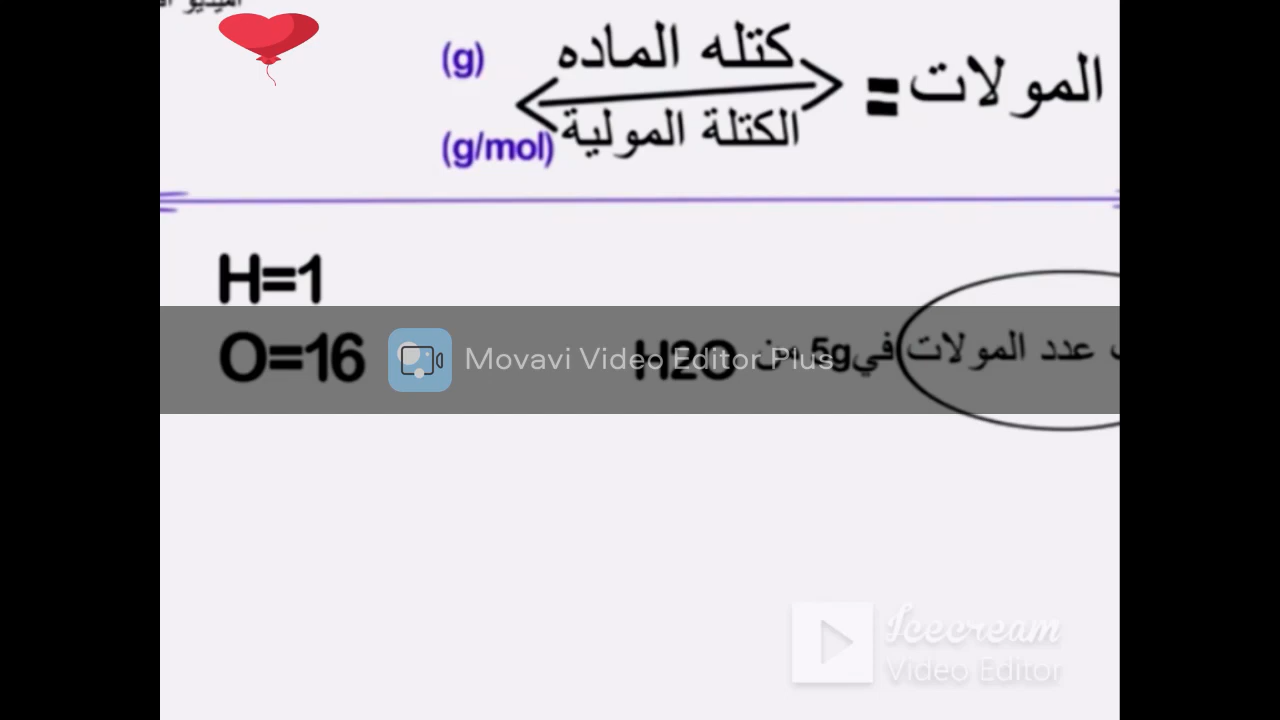 المولات = كتله الماده (g)
الكتلة المولية (g/mol)
H=1
O=16
عدد المولات في 5g من H2O
Movavi Video Editor Plus
Icecream
Video Editor